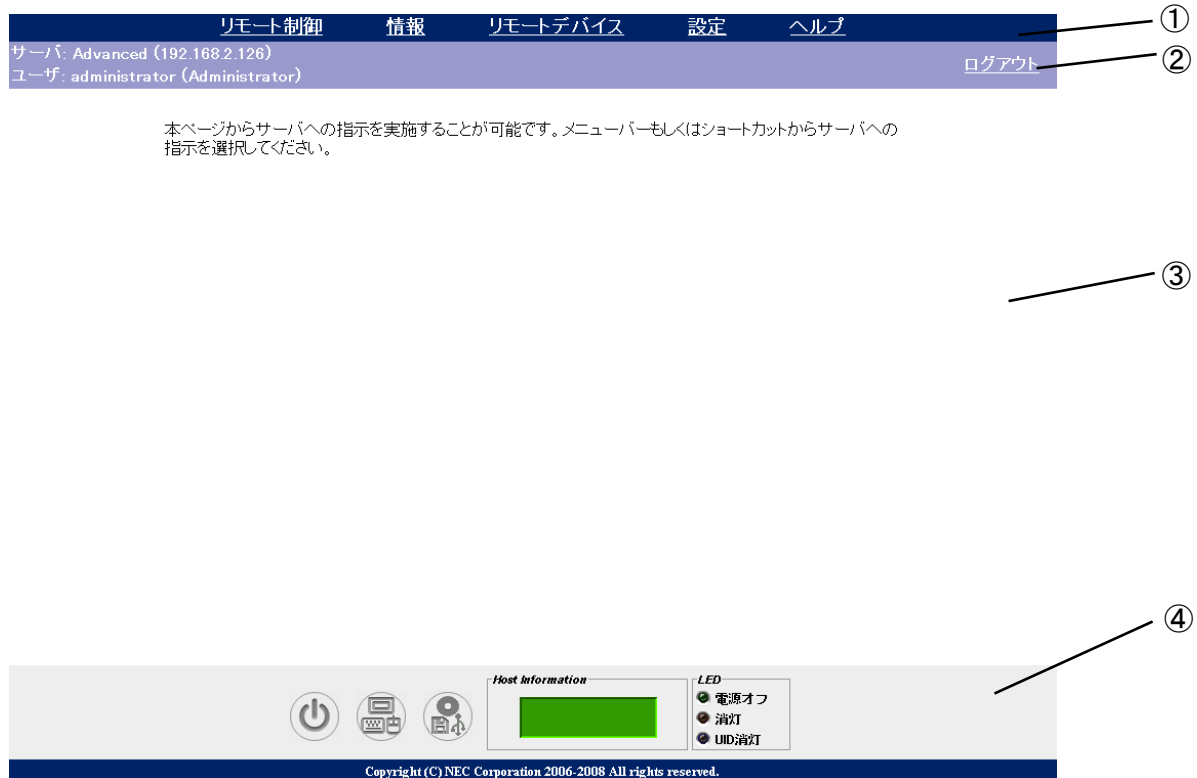 リモート制御 情報 リモートデバイス 設定 ヘルプ
①
サーバ: Advanced (192.168.2.126)
ユーザ: administrator (Administrator)
ログアウト
②
本ページからサーバへの指示を実施することが可能です。メニューバーもしくはショートカットからサーバへの
指示を選択してください。
③
④
Host Information
LED
電源オフ
消灯
UID消灯
Copyright (C) NEC Corporation 2006-2008 All rights reserved.